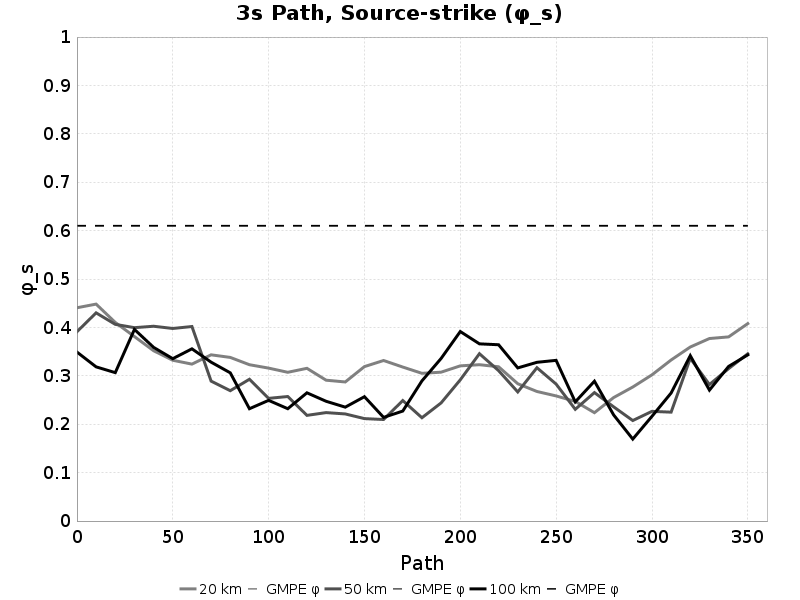 3s Path, Source-strike (φ_s)
1
0.9
0.8
0.7
0.6
0.5
0.4
0.3
0.2
0.1
0
φ_s
0 50 100 150 200 250 300 350
Path
20 km GMPE φ 50 km GMPE φ 100 km GMPE φ